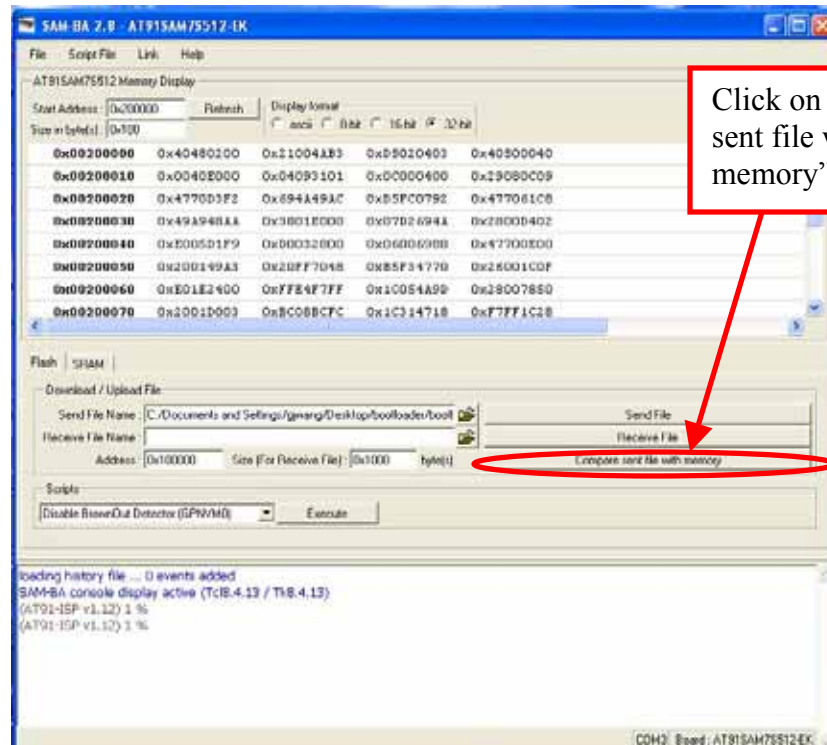 SAM-BA 2.8 - AT91SAM7S512-EK
File Script File Link Help
AT91SAM7S512 Memory Display
Start Address : 0x200000 Refresh Display format
Size in byte(s) : 0x100 ascii 8-bit 16-bit 32-bit
0x00200000 0x40480200 0x21004AB3 0xD5020403 0x40500040
0x00200010 0x0040E000 0x04093101 0x0C000400 0x29080C09
0x00200020 0x4770D3F2 0x694A49AC 0xD5FC0792 0x477061C8
0x00200030 0x49A948AA 0x3801E000 0x07D2694A 0x2800D402
0x00200040 0xE005D1F9 0xD0032800 0x06006980 0x47700E00
0x00200050 0x200149A3 0x20FF7048 0xB5F34770 0x26001C0F
0x00200060 0xE01E2400 0xFFE4F7FF 0x1C054A9D 0x28007850
0x00200070 0x2001D003 0xBC08BCFC 0x1C314718 0xF7FF1C28
Click on
sent file
memory"
Flash SRAM
Download / Upload File
Send File Name : C:/Documents and Settings/gwang/Desktop/bootloader/boot Send File
Receive File Name : Receive File
Address : 0x100000 Size (For Receive File) : 0x1000 byte(s) Compare sent file with memory
Scripts
Disable BrownOut Detector (GPNVM0) Execute
loading history file ... 0 events added
SAM-BA console display active (Tcl8.4.13 / Tk8.4.13)
(AT91-ISP v1.12) 1 %
(AT91-ISP v1.12) 1 %
COM3 Board : AT91SAM7S512-EK